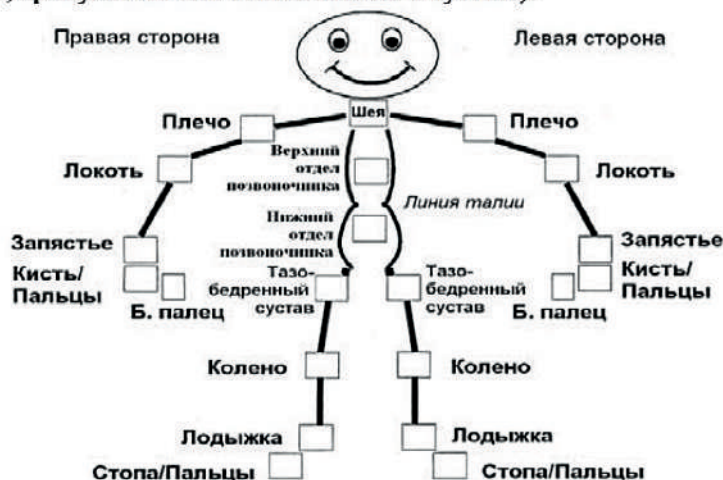 Правая сторона
Левая сторона
Шея
Плечо
Плечо
Верхний
отдел
позвоночника
Локоть
Локоть
Линия талии
Нижний
отдел
позвоночника
Запястье
Запястье
Кисть/
Пальцы
Кисть/
Пальцы
Б. палец
Б. палец
Тазо-
бедренный
сустав
Тазо-
бедренный
сустав
Колено
Колено
Лодыжка
Лодыжка
Стопа/Пальцы
Стопа/Пальцы